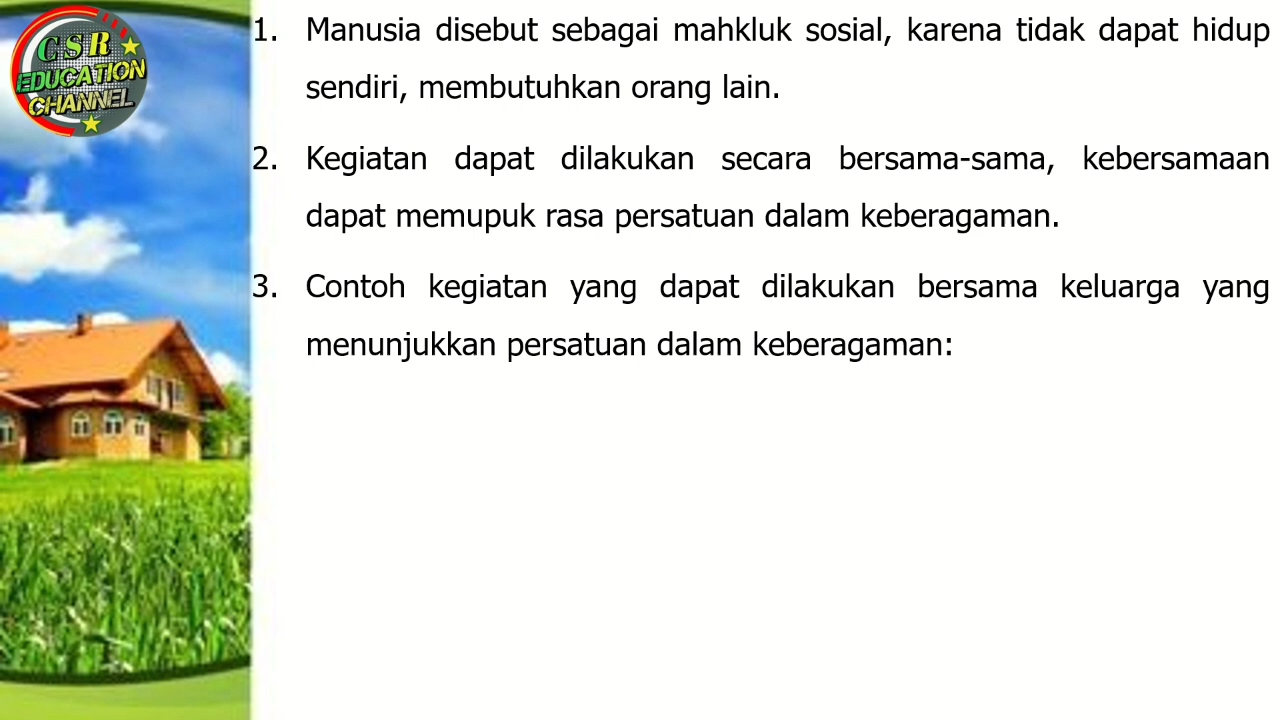 CSR
EDUCATION
CHANNEL
1. Manusia disebut sebagai mahkluk sosial, karena tidak dapat hidup
sendiri, membutuhkan orang lain.
2. Kegiatan dapat dilakukan secara bersama-sama, kebersamaan
dapat memupuk rasa persatuan dalam keberagaman.
3. Contoh kegiatan yang dapat dilakukan bersama keluarga yang
menunjukkan persatuan dalam keberagaman: